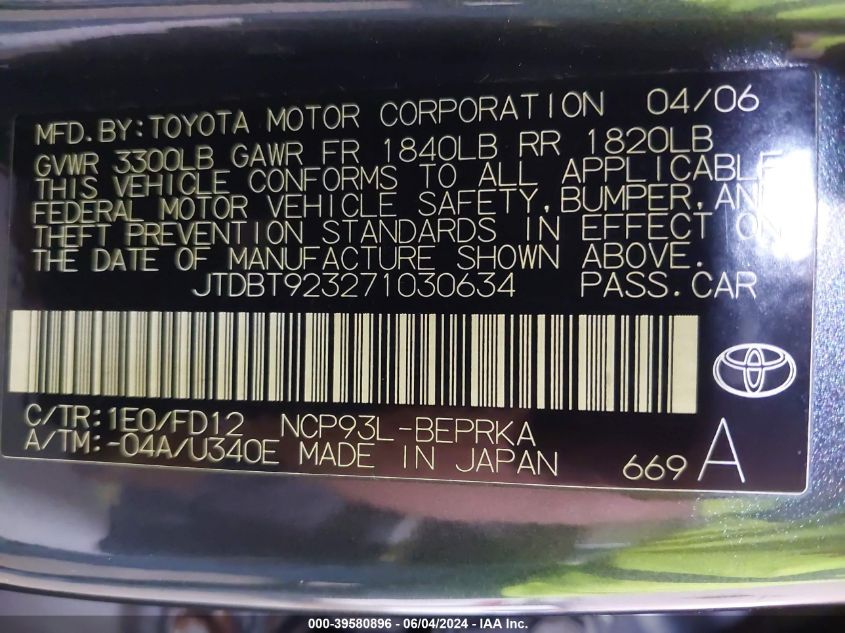 MFD.BY:TOYOTA MOTOR CORPORATION 04/06
GVWR 3300LB GAWR FR 1840LB RR 1820LB
THIS VEHICLE CONFORMS TO ALL APPLICABLE
FEDERAL MOTOR VEHICLE SAFETY,BUMPER,AND
THEFT PREVENTION STANDARDS IN EFFECT ON
THE DATE OF MANUFACTURE SHOWN ABOVE.
JTDBT923271030634 PASS.CAR
C/TR:1E0/FD12 NCP93L-BEPRKA
A/TM:-04A/U340E MADE IN JAPAN
669 A
000-39580896 - 06/04/2024 - IAA Inc.